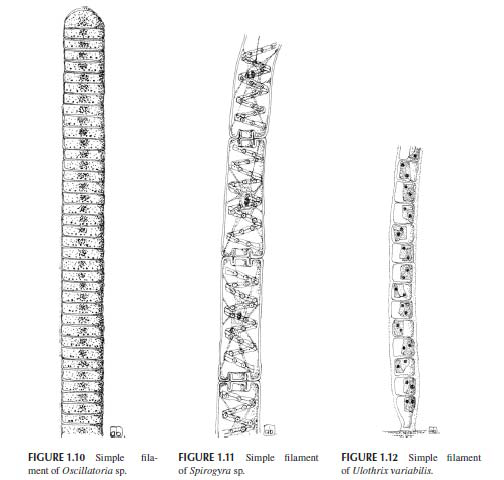 FIGURE 1.10 Simple fila-
ment of Oscillatoria sp.
FIGURE 1.11 Simple filament
of Spirogyra sp.
FIGURE 1.12 Simple filament
of Ulothrix variabilis.